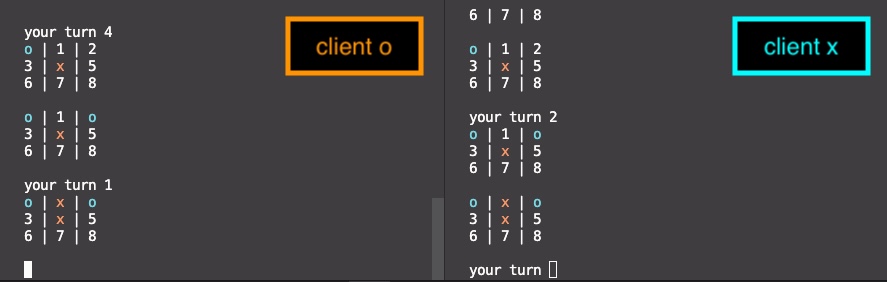 your turn 4
o | 1 | 2
3 | x | 5
6 | 7 | 8
o | 1 | o
3 | x | 5
6 | 7 | 8
your turn 1
o | x | o
3 | x | 5
6 | 7 | 8
client o
6 | 7 | 8
o | 1 | 2
3 | x | 5
6 | 7 | 8
your turn 2
o | 1 | o
3 | x | 5
6 | 7 | 8
o | x | o
3 | x | 5
6 | 7 | 8
your turn
client x